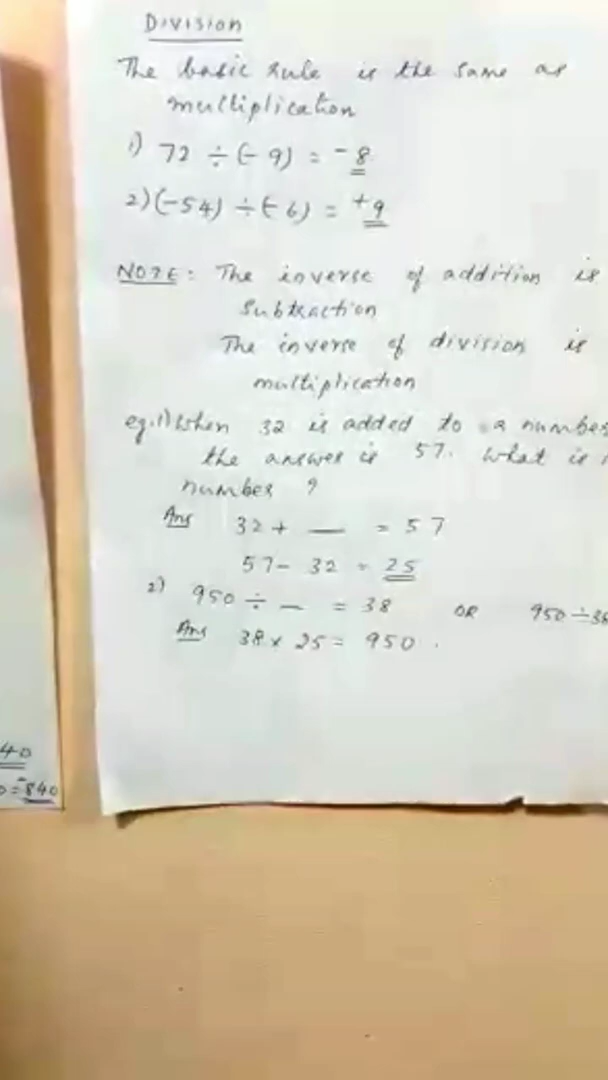 DIVISION
The basic rule is the same as
multiplication
1) 72 ÷ (- 9) = - 8
2) (-54) ÷ (- 6) = +9
NOTE: The inverse of addition is
Subtraction
The inverse of division is
multiplication
eg.1) When 32 is added to a number
the answer is 57. What is
number ?
Ans 32 + __ = 57
57 - 32 = 25
2) 950 ÷ __ = 38 OR 950 ÷ 38
Ans 38 x 25 = 950.
40
= -840